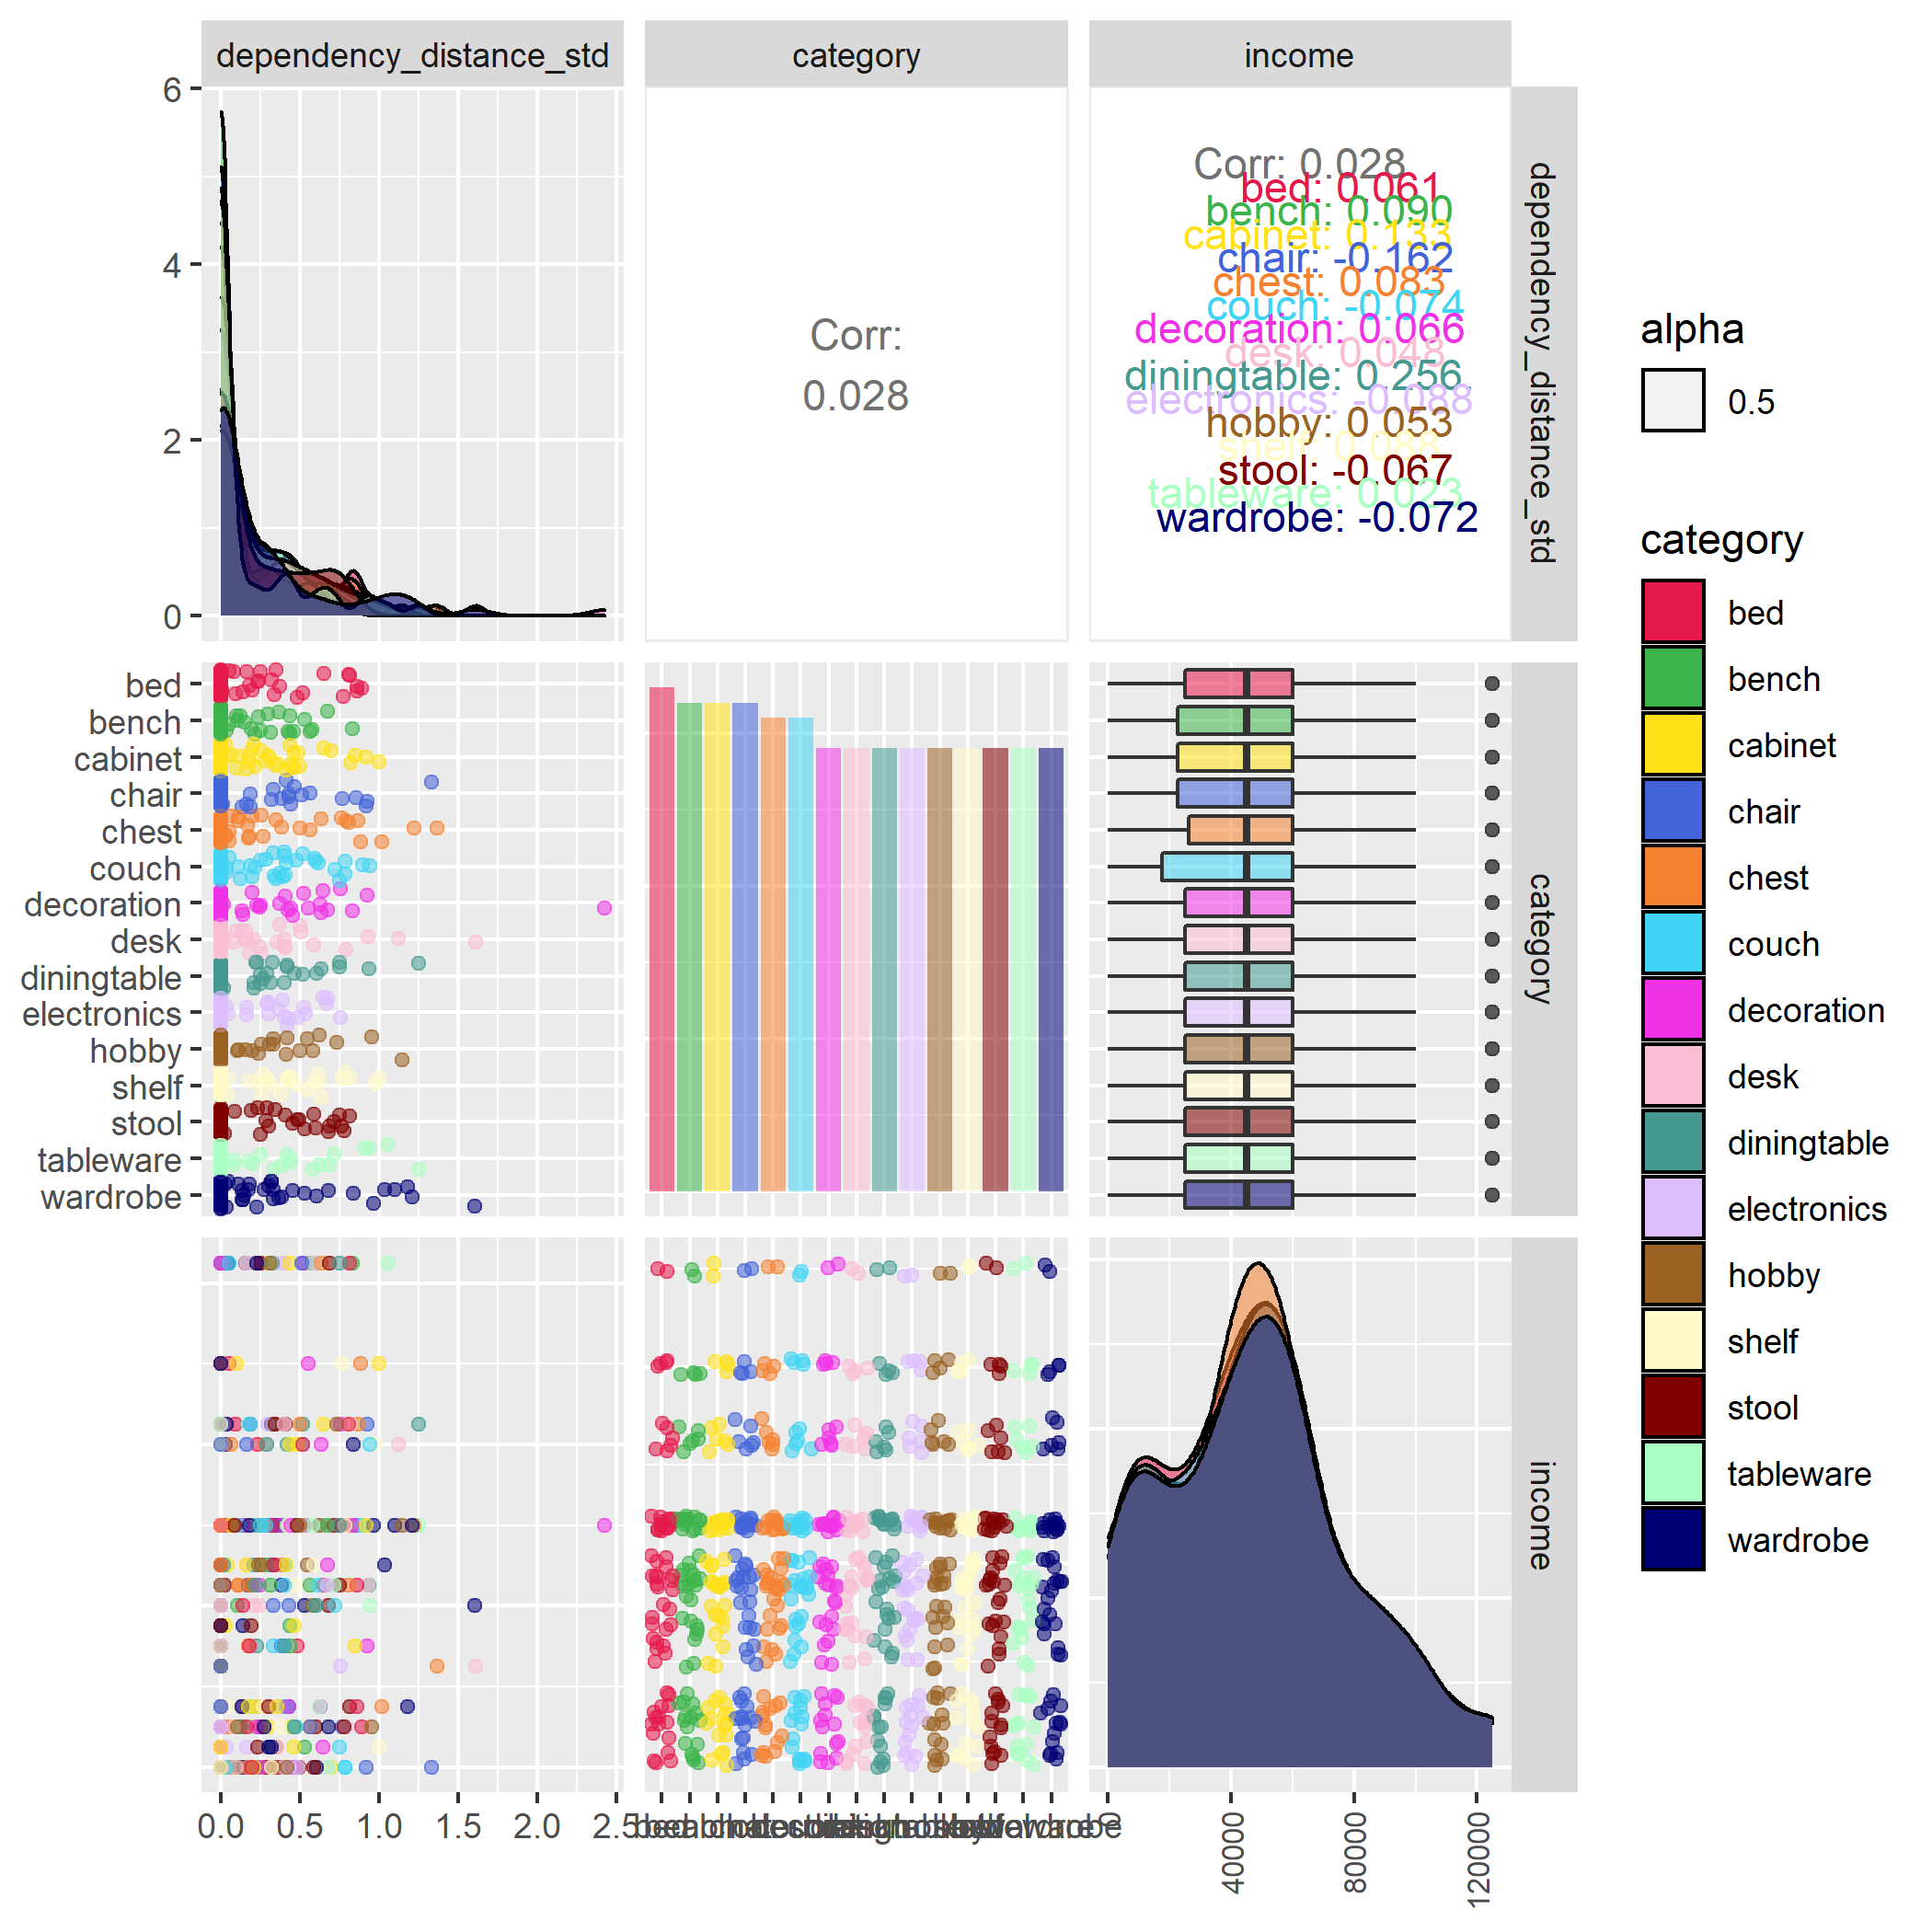 dependency_distance_std
category
income
6
4
2
0
Corr:
0.028
Corr: 0.028
bed: 0.061
bench: 0.090
cabinet: 0.133
chair: -0.162
chest: 0.083
couch: -0.074
decoration: 0.066
desk: 0.048
diningtable: 0.256.
electronics: -0.088
hobby: 0.053
shelf:
stool: -0.067
tableware: 0.023
wardrobe: -0.072
dependency_distance_std
bed
bench
cabinet
chair
chest
couch
decoration
desk
diningtable
electronics
hobby
shelf
stool
tableware
wardrobe
category
income
0.0 0.5 1.0 1.5 2.0 2.5
0 40000 80000 120000
alpha
0.5
category
bed
bench
cabinet
chair
chest
couch
decoration
desk
diningtable
electronics
hobby
shelf
stool
tableware
wardrobe